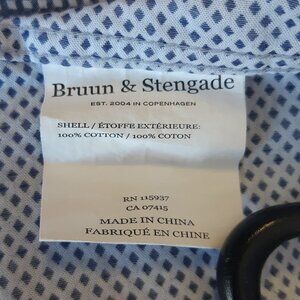 Bruun & Stengade
EST. 2004 IN COPENHAGEN
SHELL / ÉTOFFE EXTÉRIEURE:
100% COTTON / 100% COTON
RN 115937
CA 07415
MADE IN CHINA
FABRIQUÉ EN CHINE